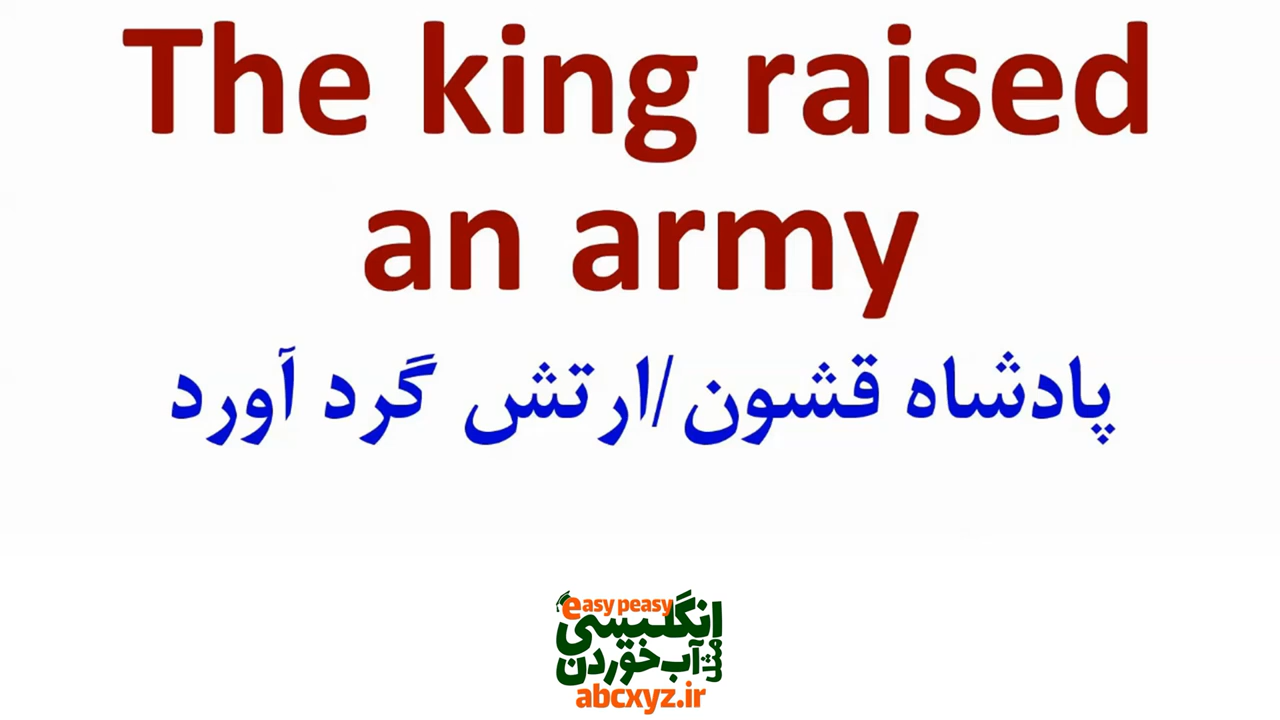 The king raised
an army
پادشاه قشون/ارتش گرد آورد
easy peasy
انگلیسی
مثل آب خوردن
abcxyz.ir